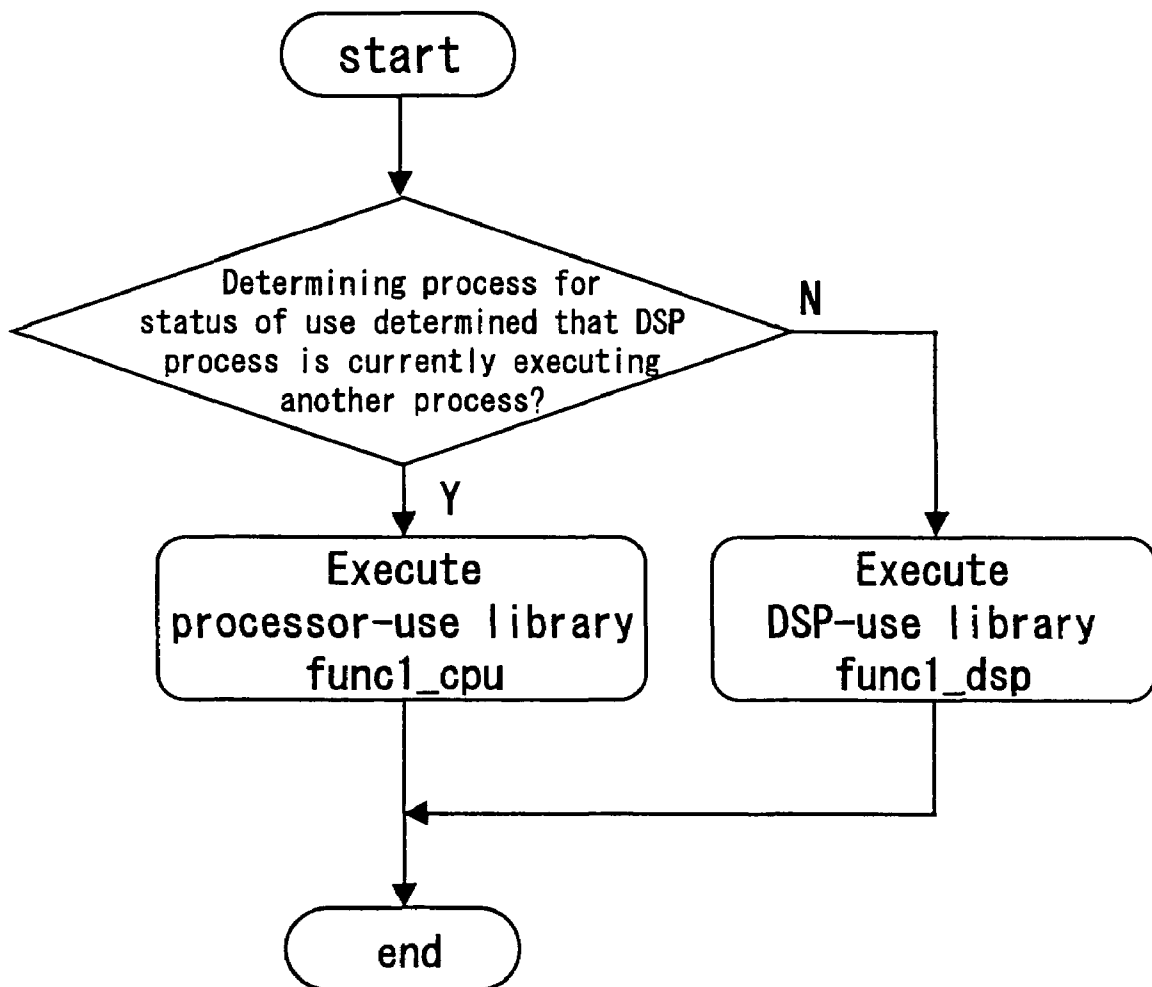 start
Determining process for
status of use determined that DSP
process is currently executing
another process?
N
Y
Execute
processor-use library
func1_cpu
Execute
DSP-use library
func1_dsp
end